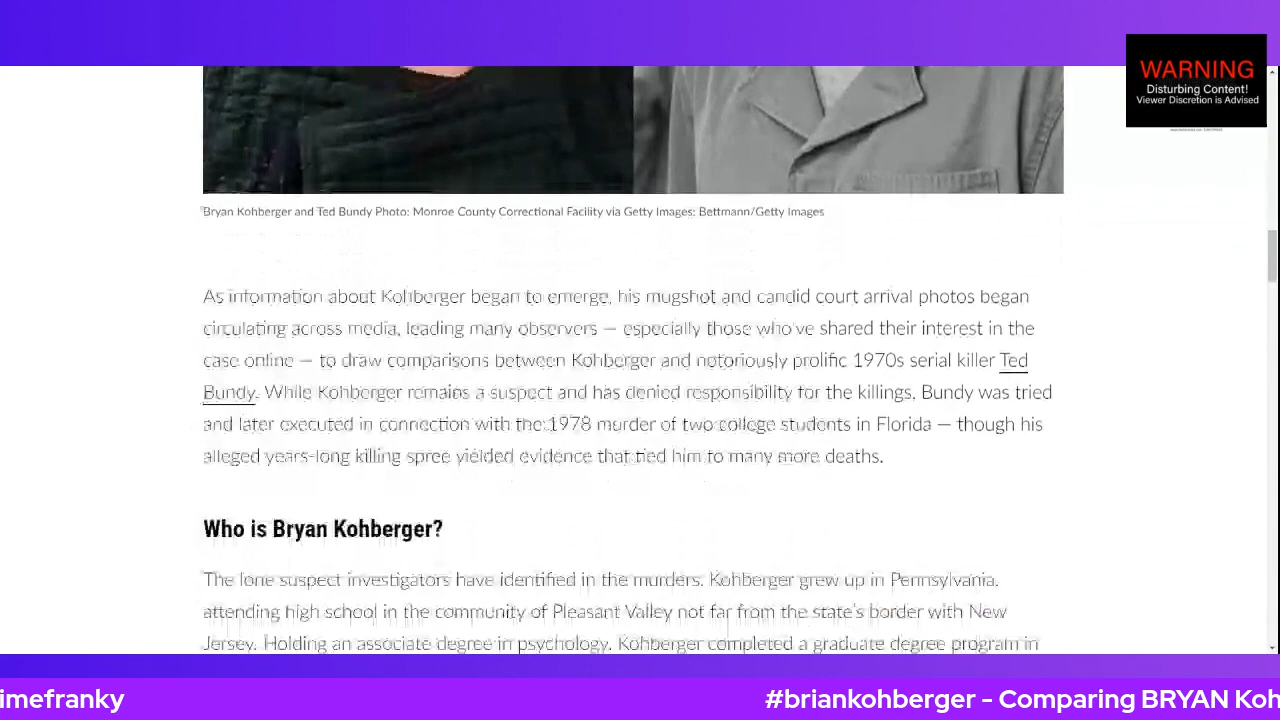 WARNING
Disturbing Content!
Viewer Discretion is Advised
Bryan Kohberger and Ted Bundy Photo: Monroe County Correctional Facility via Getty Images; Bettmann/Getty Images
As information about Kohberger began to emerge, his mugshot and candid court arrival photos began
circulating across media, leading many observers — especially those who've shared their interest in the
case online — to draw comparisons between Kohberger and notoriously prolific 1970s serial killer Ted
Bundy. While Kohberger remains a suspect and has denied responsibility for the killings, Bundy was tried
and later executed in connection with the 1978 murder of two college students in Florida — though his
alleged years-long killing spree yielded evidence that tied him to many more deaths.
Who is Bryan Kohberger?
The lone suspect investigators have identified in the murders, Kohberger grew up in Pennsylvania,
attending high school in the community of Pleasant Valley not far from the state's border with New
Jersey. Holding an associate degree in psychology, Kohberger completed a graduate degree program in
imefranky #briankohberger - Comparing BRYAN Koh